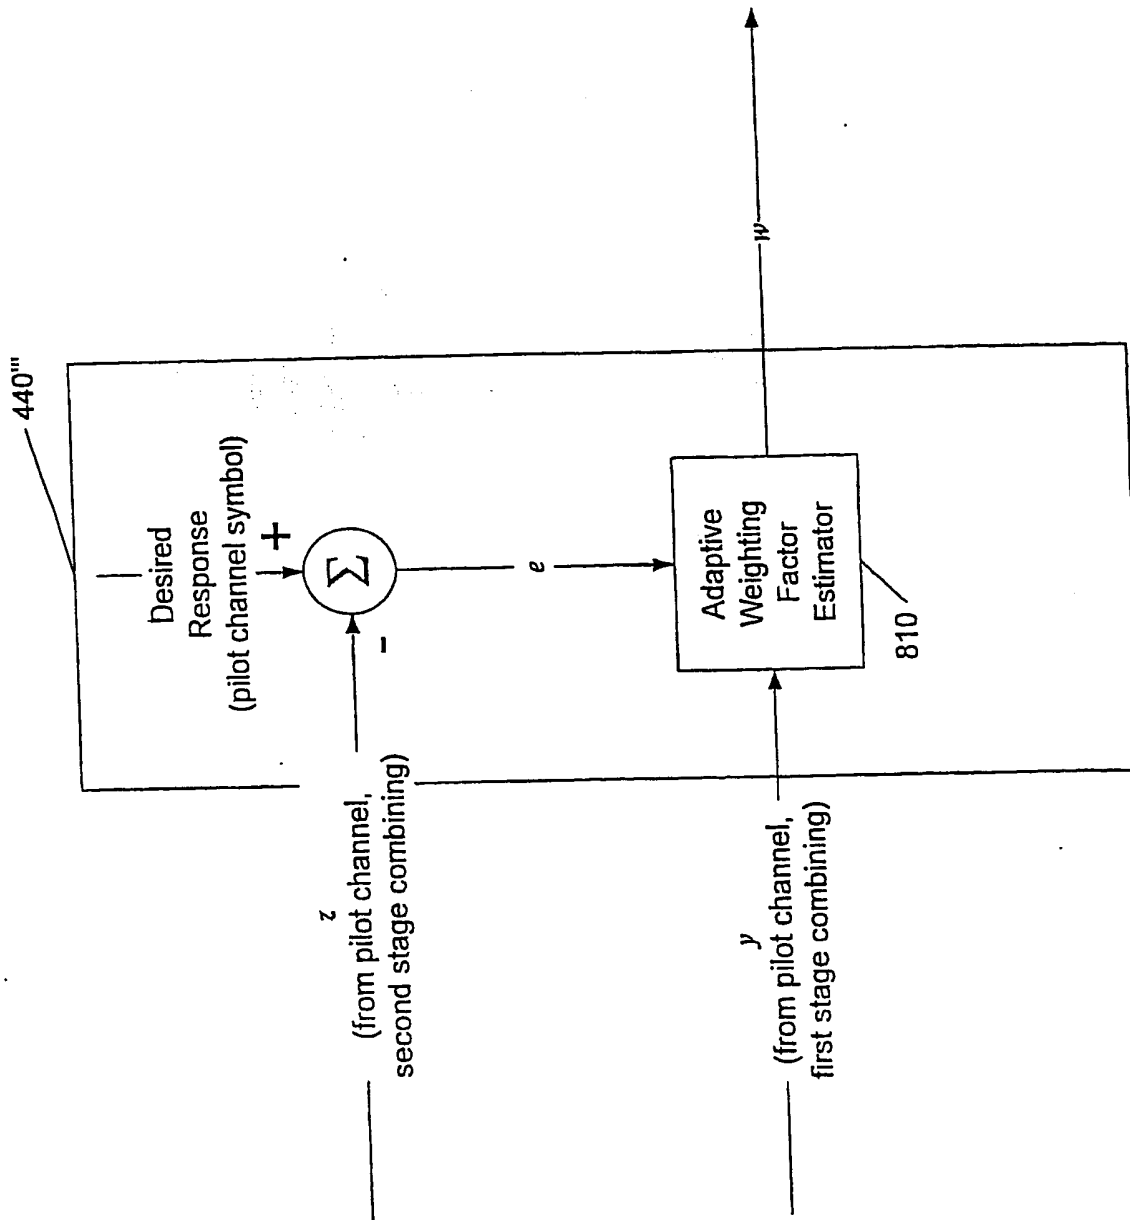 440'''
Desired
Response
(pilot channel symbol)
+
Σ
-
z
(from pilot channel,
second stage combining)
e
Adaptive
Weighting
Factor
Estimator
810
y
(from pilot channel,
first stage combining)
w